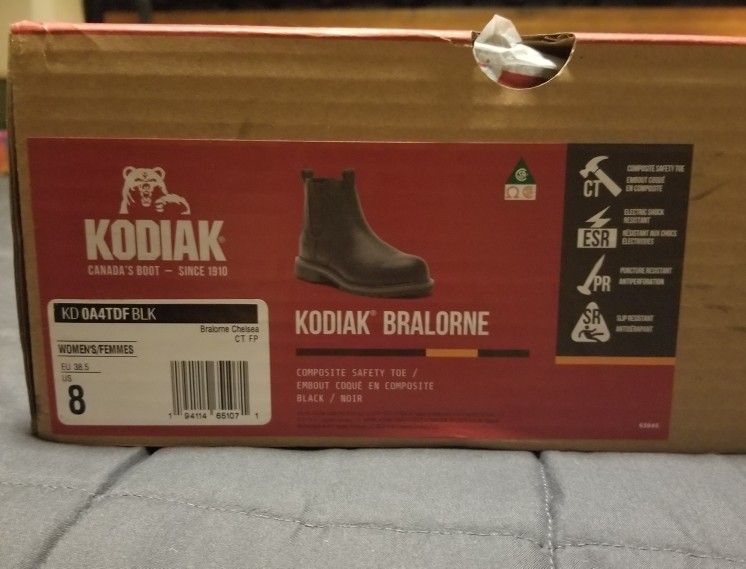 KODIAK®
CANADA'S BOOT – SINCE 1910
KD 0A4TDF BLK
Bralorne Chelsea
CT FP
WOMEN'S/FEMMES
EU 38.5
US
8
1 94114 65107 1
KODIAK® BRALORNE
COMPOSITE SAFETY TOE /
EMBOUT COQUÉ EN COMPOSITE
BLACK / NOIR
CT
COMPOSITE SAFETY TOE
EMBOUT COQUÉ
EN COMPOSITE
ESR
ELECTRIC SHOCK
RESISTANT
RÉSISTANT AUX CHOCS
ÉLECTRIQUES
PR
PUNCTURE RESISTANT
ANTIPERFORATION
SR
SLIP RESISTANT
ANTIDÉRAPANT